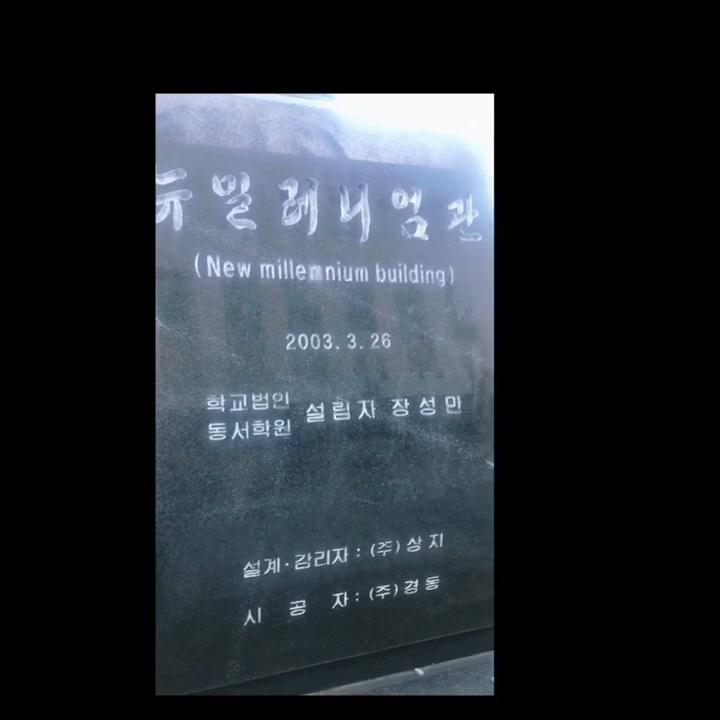 뉴밀레니엄관
(New millennium building)
2003. 3. 26
학교법인
동서학원 설립자 장성만
설계·감리자 : (주) 상지
시 공 자 : (주) 경동